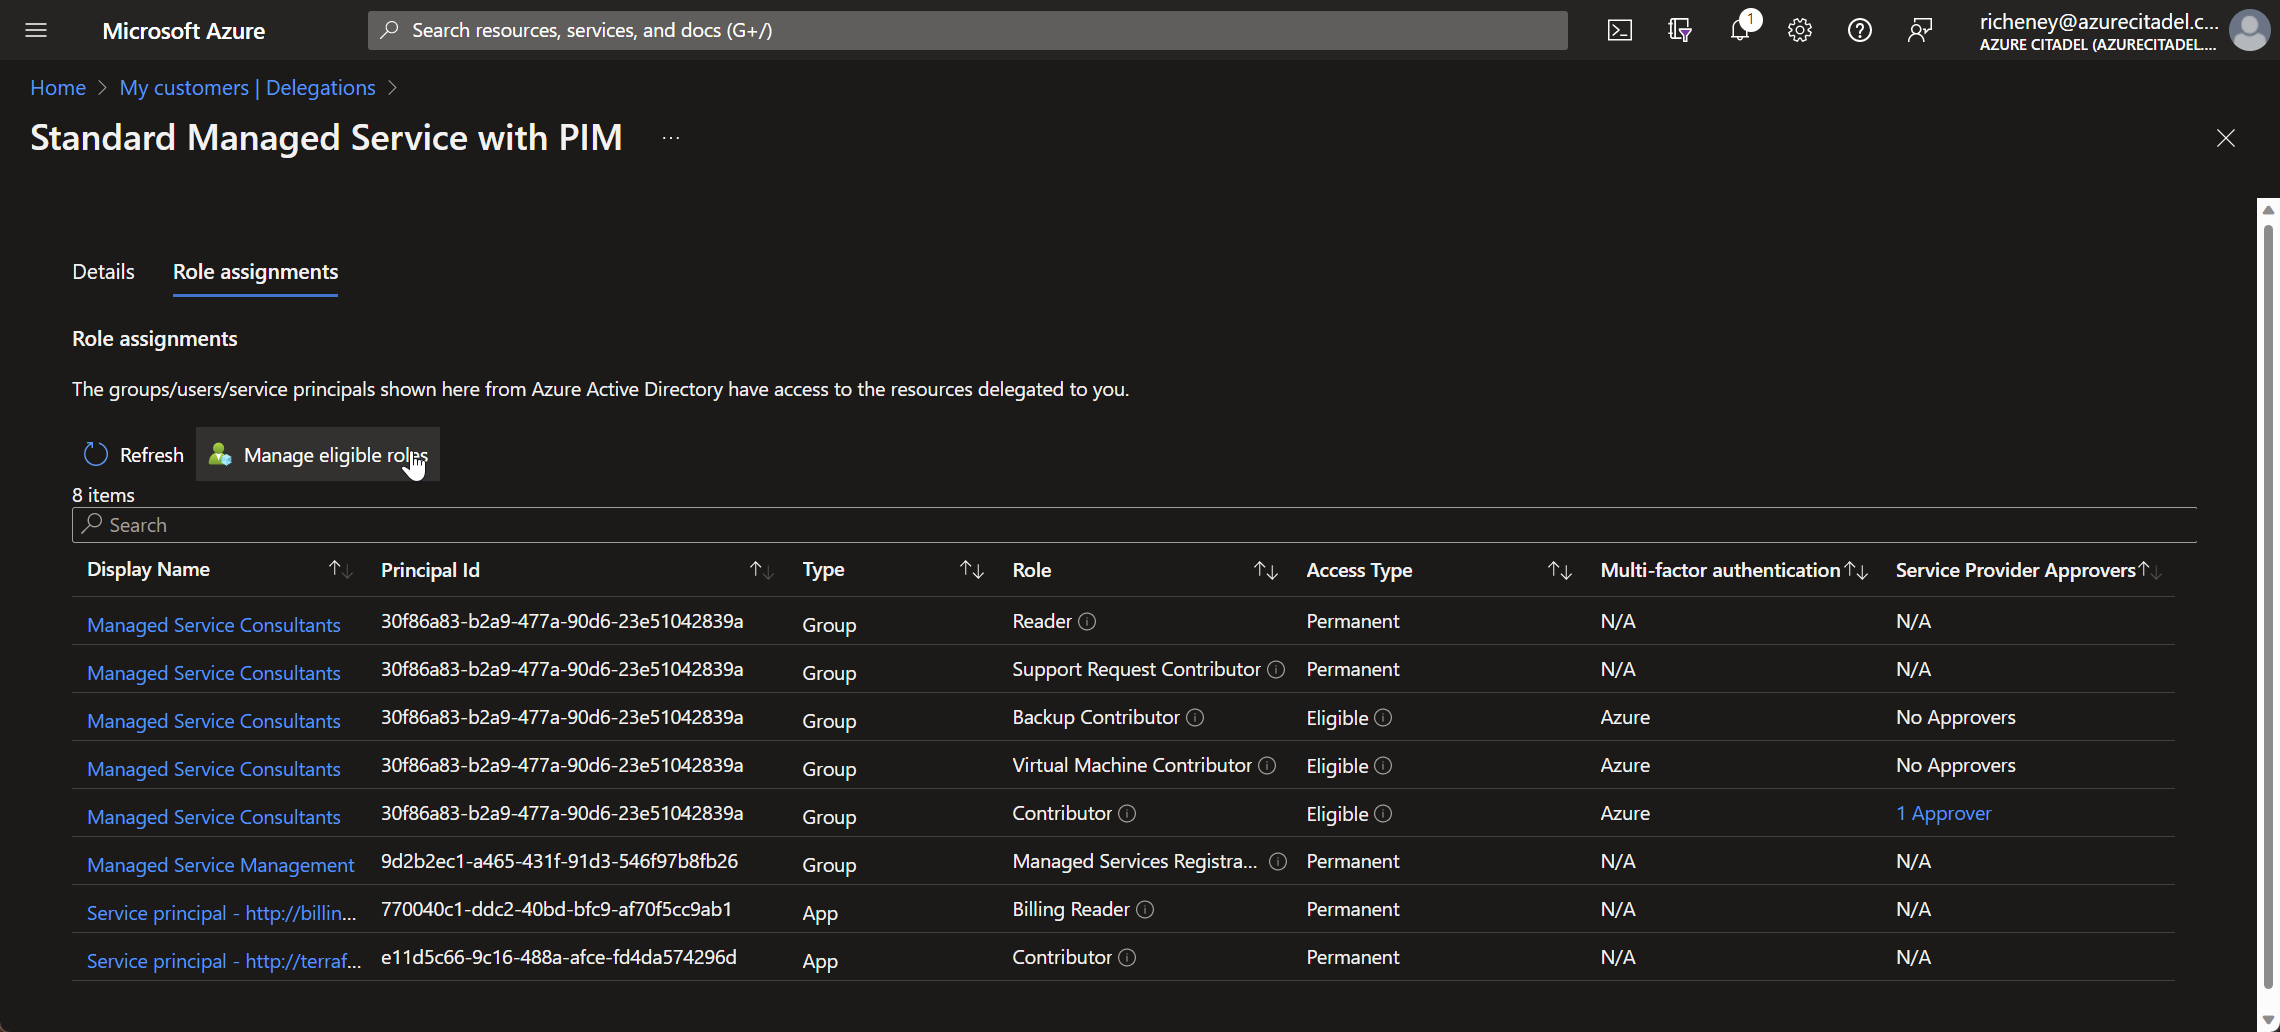 Microsoft Azure
Search resources, services, and docs (G+/)
1
richeney@azurecitadel.c...
AZURE CITADEL (AZURECITADEL....
Home > My customers | Delegations >
Standard Managed Service with PIM ...
Details Role assignments
Role assignments
The groups/users/service principals shown here from Azure Active Directory have access to the resources delegated to you.
Refresh Manage eligible roles
8 items
Search
Display Name Principal Id Type Role Access Type Multi-factor authentication Service Provider Approvers
Managed Service Consultants 30f86a83-b2a9-477a-90d6-23e51042839a Group Reader Permanent N/A N/A
Managed Service Consultants 30f86a83-b2a9-477a-90d6-23e51042839a Group Support Request Contributor Permanent N/A N/A
Managed Service Consultants 30f86a83-b2a9-477a-90d6-23e51042839a Group Backup Contributor Eligible Azure No Approvers
Managed Service Consultants 30f86a83-b2a9-477a-90d6-23e51042839a Group Virtual Machine Contributor Eligible Azure No Approvers
Managed Service Consultants 30f86a83-b2a9-477a-90d6-23e51042839a Group Contributor Eligible Azure 1 Approver
Managed Service Management 9d2b2ec1-a465-431f-91d3-546f97b8fb26 Group Managed Services Registra... Permanent N/A N/A
Service principal - http://billin... 770040c1-ddc2-40bd-bfc9-af70f5cc9ab1 App Billing Reader Permanent N/A N/A
Service principal - http://terraf... e11d5c66-9c16-488a-afce-fd4da574296d App Contributor Permanent N/A N/A